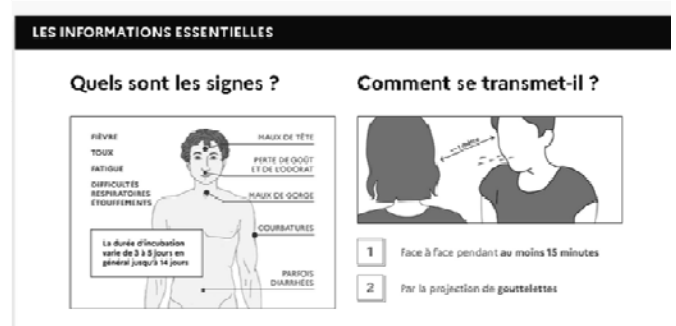 LES INFORMATIONS ESSENTIELLES
Quels sont les signes ?
FIÈVRE
TOUX
FATIGUE
DIFFICULTÉS
RESPIRATOIRES
ÉTOUFFEMENTS
MAUX DE TÊTE
PERTE DE GOÛT
ET DE L'ODORAT
MAUX DE GORGE
COURBATURES
PARFOIS
DIARRHÉES
La durée d'incubation
varie de 3 à 5 jours en
général jusqu'à 14 jours
Comment se transmet-il ?
1 Face à face pendant au moins 15 minutes
2 Par la projection de gouttelettes